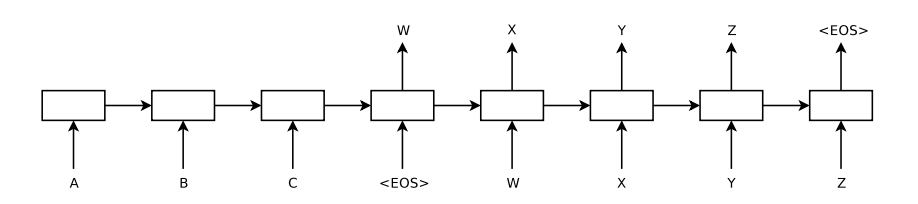 W X Y Z <EOS>
A B C <EOS> W X Y Z